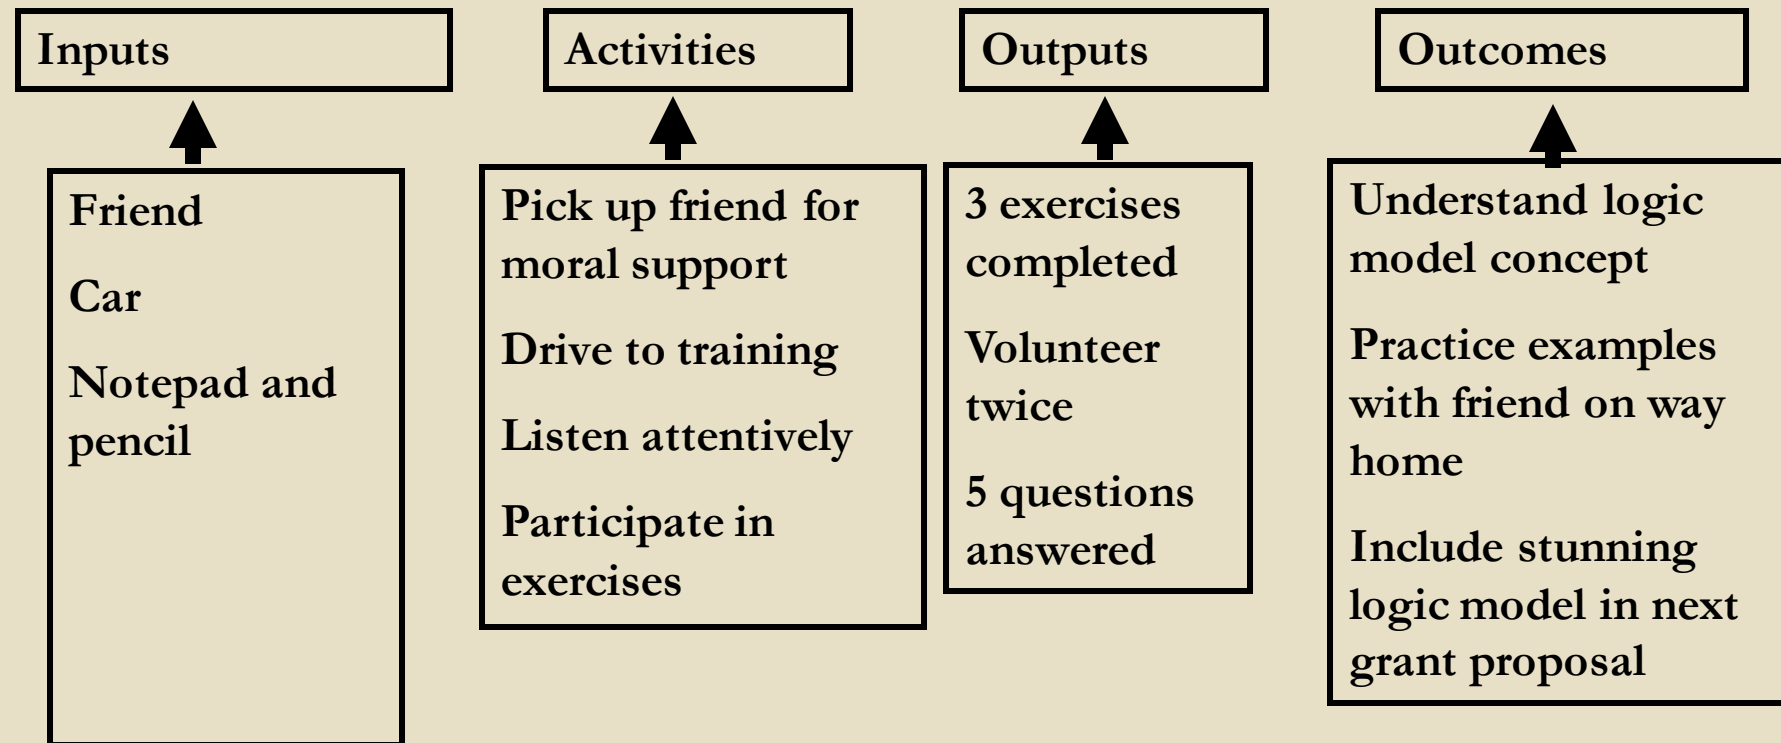 Inputs
Activities
Outputs
Outcomes
Friend
Car
Notepad and
pencil
Pick up friend for
moral support
Drive to training
Listen attentively
Participate in
exercises
3 exercises
completed
Volunteer
twice
5 questions
answered
Understand logic
model concept
Practice examples
with friend on way
home
Include stunning
logic model in next
grant proposal